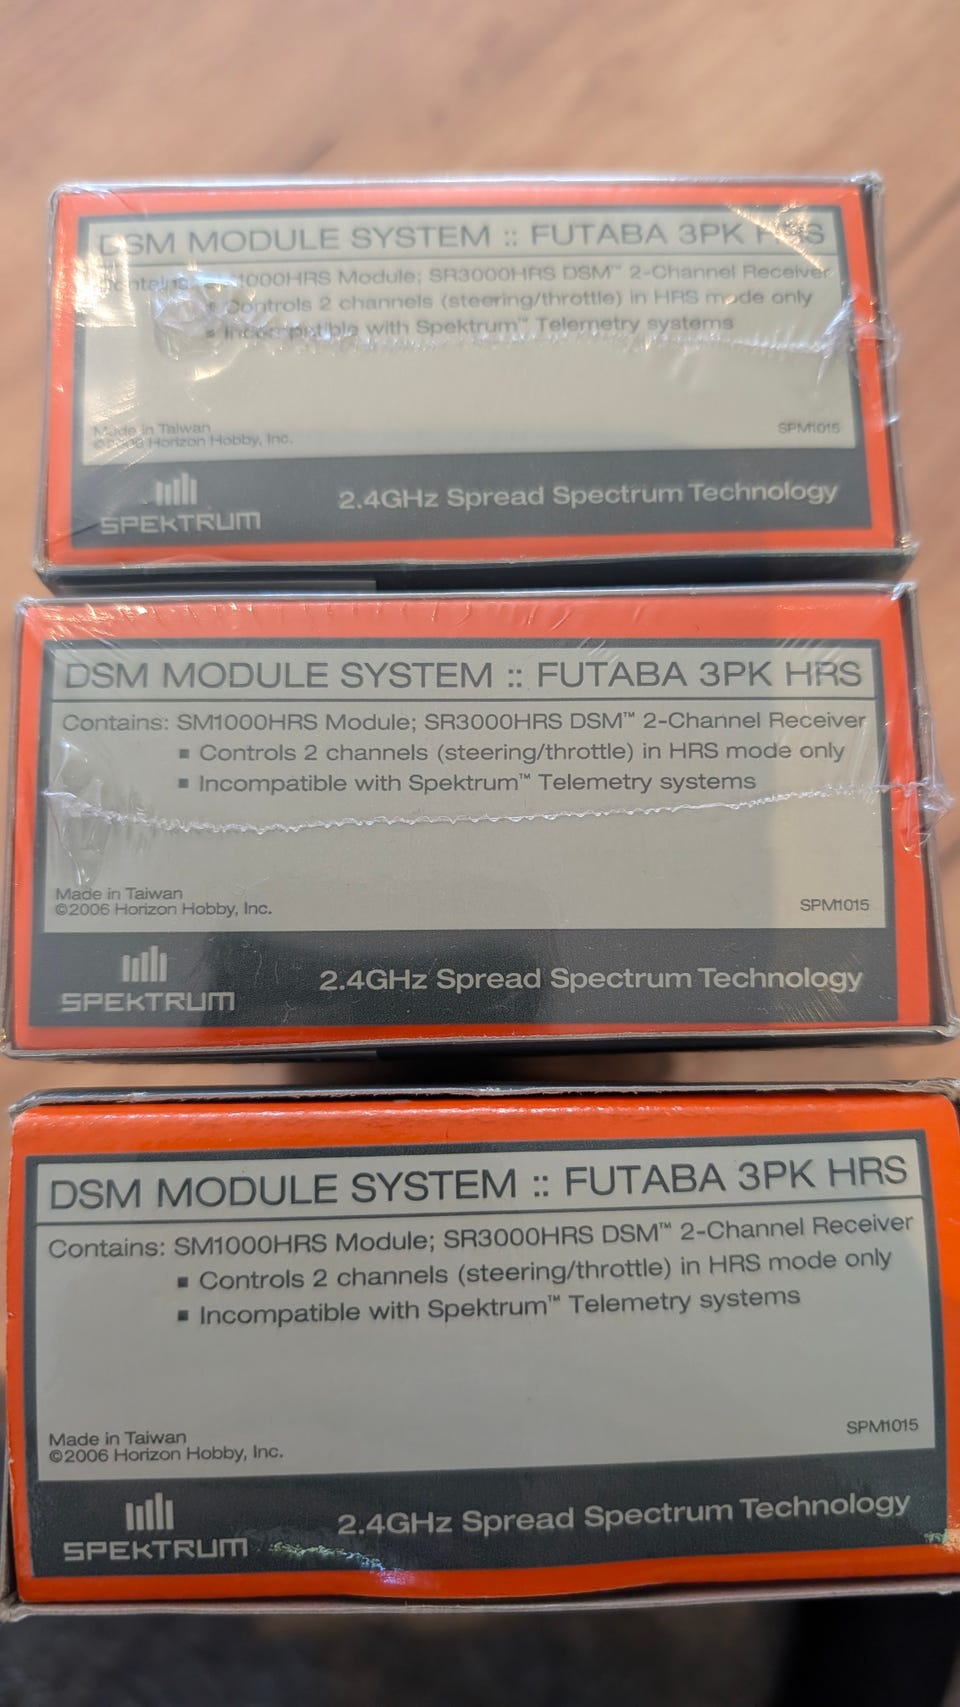 DSM MODULE SYSTEM :: FUTABA 3PK HRS
Contains: SM1000HRS Module; SR3000HRS DSM™ 2-Channel Receiver
▪ Controls 2 channels (steering/throttle) in HRS mode only
▪ Incompatible with Spektrum™ Telemetry systems
Made in Taiwan
Horizon Hobby, Inc.
SPM1015
SPEKTRUM
2.4GHz Spread Spectrum Technology
DSM MODULE SYSTEM :: FUTABA 3PK HRS
Contains: SM1000HRS Module; SR3000HRS DSM™ 2-Channel Receiver
▪ Controls 2 channels (steering/throttle) in HRS mode only
▪ Incompatible with Spektrum™ Telemetry systems
Made in Taiwan
©2006 Horizon Hobby, Inc.
SPM1015
SPEKTRUM
2.4GHz Spread Spectrum Technology
DSM MODULE SYSTEM :: FUTABA 3PK HRS
Contains: SM1000HRS Module; SR3000HRS DSM™ 2-Channel Receiver
▪ Controls 2 channels (steering/throttle) in HRS mode only
▪ Incompatible with Spektrum™ Telemetry systems
Made in Taiwan
©2006 Horizon Hobby, Inc.
SPM1015
SPEKTRUM
2.4GHz Spread Spectrum Technology